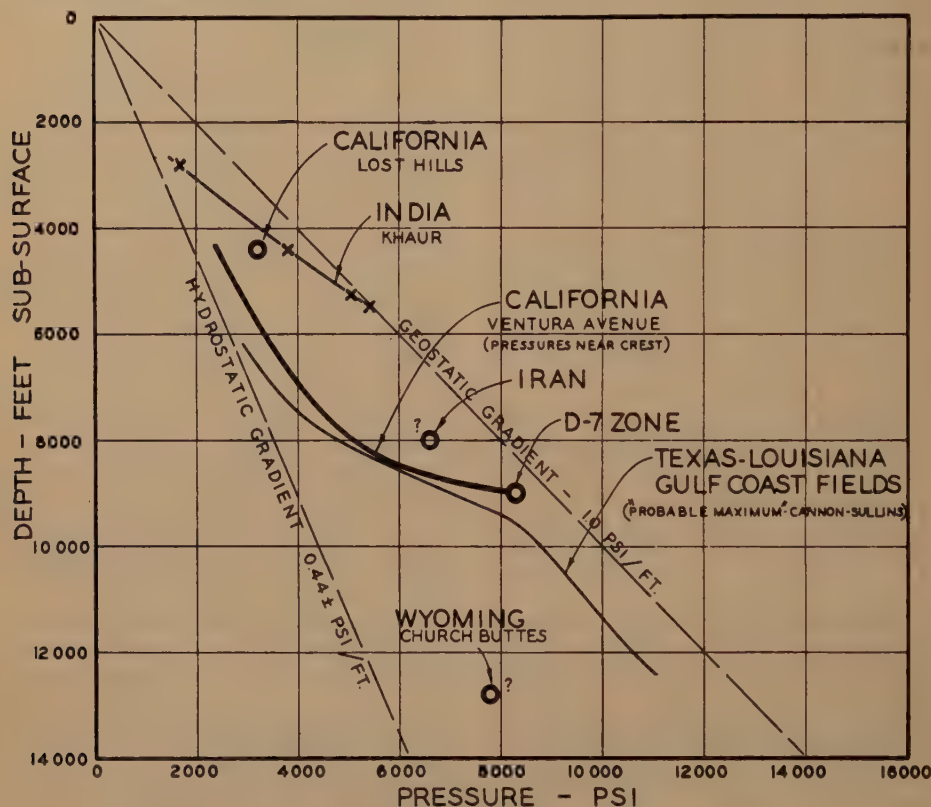 0
2000
4000
6000
8000
10 000
12 000
14 000
DEPTH – FEET SUB-SURFACE
CALIFORNIA
LOST HILLS
INDIA
KHAUR
CALIFORNIA
VENTURA AVENUE
(PRESSURES NEAR CREST)
? IRAN
D-7 ZONE
TEXAS-LOUISIANA
GULF COAST FIELDS
("PROBABLE MAXIMUM"-CANNON-SULLINS)
HYDROSTATIC GRADIENT 0.44± PSI/FT.
GEOSTATIC GRADIENT – 1.0 PSI/FT.
WYOMING
CHURCH BUTTES
?
0 2000 4000 6000 8000 10 000 12 000 14 000 16000
PRESSURE – PSI